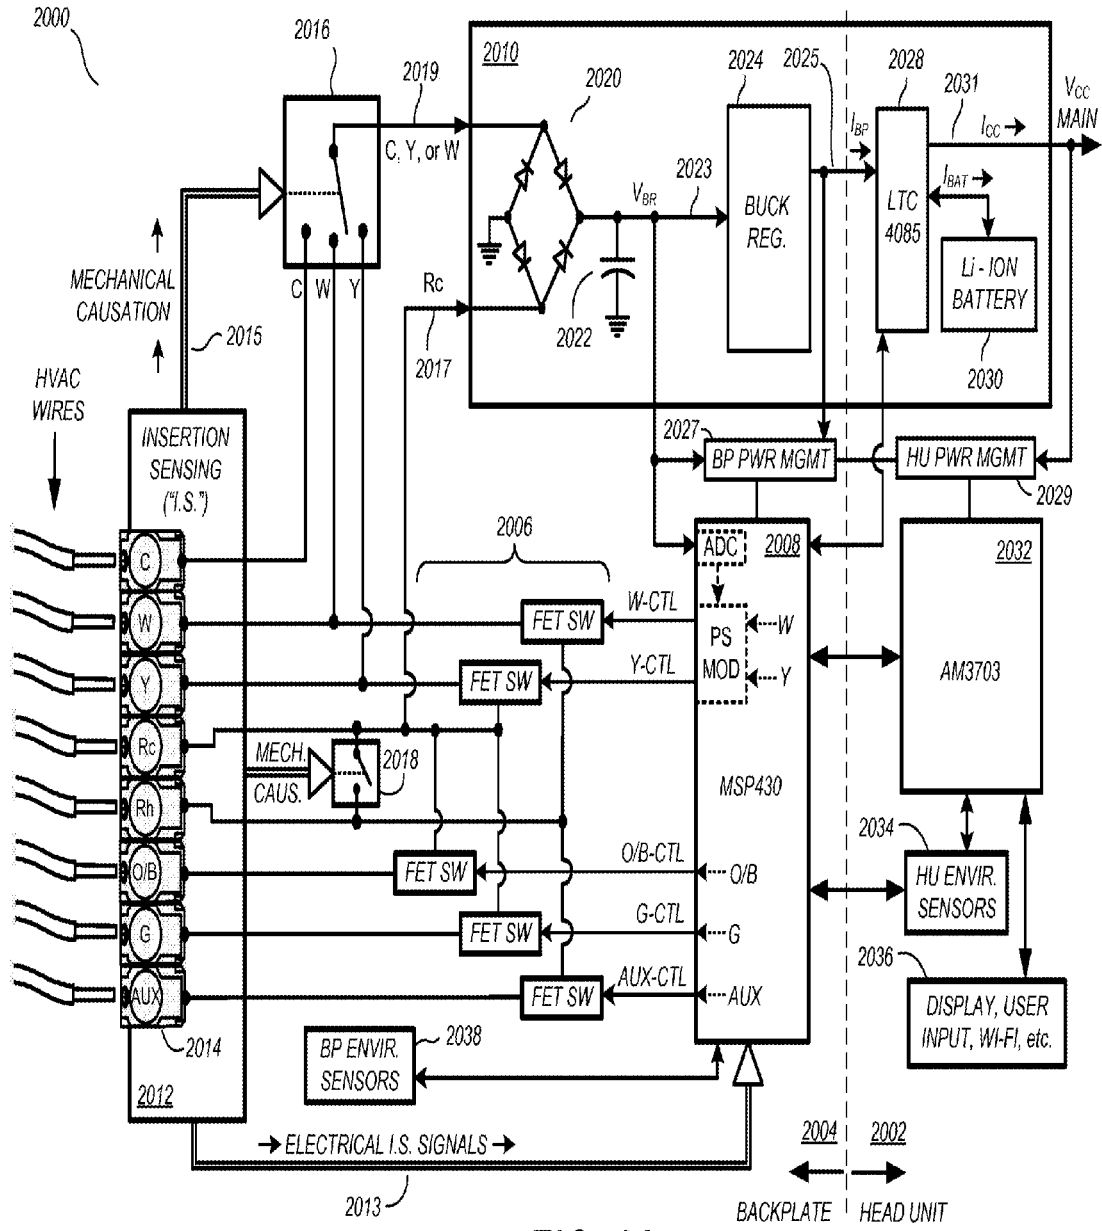 2000
2016
2019
C, Y, or W
2010
2020
2024
2025
2028
2031
VCC
MAIN
IBP
ICC
IBAT
VBR
2023
BUCK
REG.
LTC
4085
Li - ION
BATTERY
2030
2022
Rc
2017
C W Y
MECHANICAL
CAUSATION
2015
HVAC
WIRES
INSERTION
SENSING
("I.S.")
2027
BP PWR MGMT
HU PWR MGMT
2029
2006
ADC
2008
2032
C
W
FET SW
W-CTL
PS
MOD
W
Y
FET SW
Y-CTL
Y
AM3703
Rc
MECH.
CAUS.
2018
MSP430
Rh
2034
O/B
FET SW
O/B-CTL
O/B
HU ENVIR.
SENSORS
G
FET SW
G-CTL
G
2036
AUX
FET SW
AUX-CTL
AUX
DISPLAY, USER
INPUT, WI-FI, etc.
2014
BP ENVIR.
SENSORS
2038
2012
ELECTRICAL I.S. SIGNALS
2013
2004
2002
BACKPLATE
HEAD UNIT